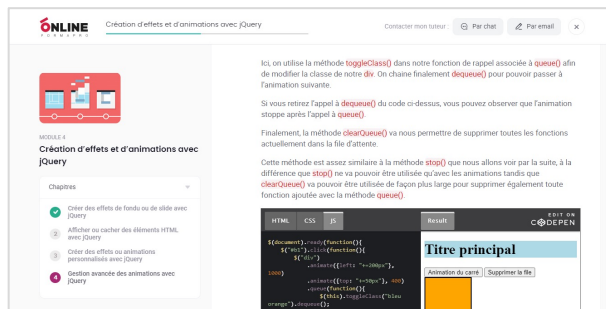 ONLINE
FORMAPRO
Création d'effets et d'animations avec jQuery
Contacter mon tuteur :
Par chat
Par email
×
MODULE 4
Création d'effets et d'animations avec
jQuery
Chapitres
Créer des effets de fondu ou de slide avec
jQuery
2
Afficher ou cacher des éléments HTML
avec jQuery
3
Créer des effets ou animations
personnalisés avec jQuery
4
Gestion avancée des animations avec
jQuery
Ici, on utilise la méthode toggleClass() dans notre fonction de rappel associée à queue() afin
de modifier la classe de notre div. On chaine finalement dequeue() pour pouvoir passer à
l'animation suivante.
Si vous retirez l'appel à dequeue() du code ci-dessus, vous pouvez observer que l'animation
stoppe après l'appel à queue().
Finalement, la méthode clearQueue() va nous permettre de supprimer toutes les fonctions
actuellement dans la file d'attente.
Cette méthode est assez similaire à la méthode stop() que nous allons voir par la suite, à la
différence que stop() ne va pouvoir être utilisée qu'avec les animations tandis que
clearQueue() va pouvoir être utilisée de façon plus large pour supprimer également toute
fonction ajoutée avec la méthode queue().
HTML CSS JS Result
EDIT ON
CODEPEN
$(document).ready(function(){
$("#b1").click(function(){
$("div")
.animate({left: "+=200px"},
1000)
.animate({top: "+=50px"}, 400)
.queue(function(){
$(this).toggleClass("bleu
orange").dequeue();
Titre principal
Animation du carré
Supprimer la file